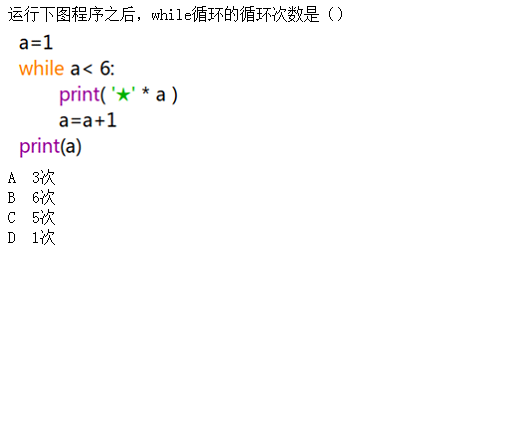 运行下图程序之后，while循环的循环次数是（）
a=1
while a< 6:
print( '★' * a )
a=a+1
print(a)
A 3次
B 6次
C 5次
D 1次